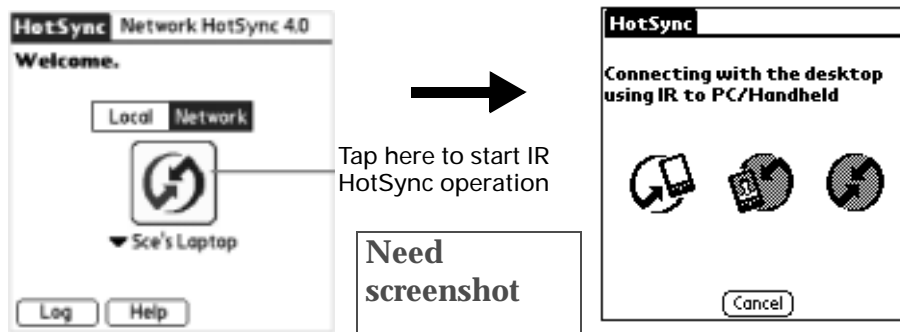 HotSync Network HotSync 4.0
Welcome.
Local Network
Sce's Laptop
Log Help
Tap here to start IR
HotSync operation
Need
screenshot
HotSync
Connecting with the desktop
using IR to PC/Handheld
Cancel